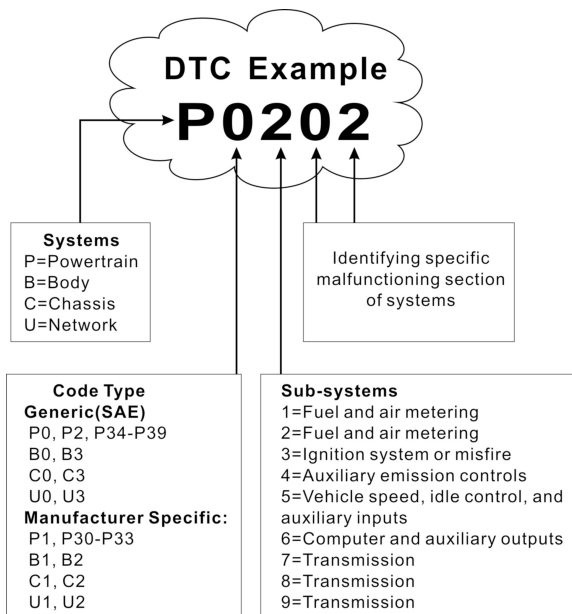 DTC Example
P0202
Systems
P=Powertrain
B=Body
C=Chassis
U=Network
Identifying specific
malfunctioning section
of systems
Code Type
Generic(SAE)
P0, P2, P34-P39
B0, B3
C0, C3
U0, U3
Manufacturer Specific:
P1, P30-P33
B1, B2
C1, C2
U1, U2
Sub-systems
1=Fuel and air metering
2=Fuel and air metering
3=Ignition system or misfire
4=Auxiliary emission controls
5=Vehicle speed, idle control, and
auxiliary inputs
6=Computer and auxiliary outputs
7=Transmission
8=Transmission
9=Transmission